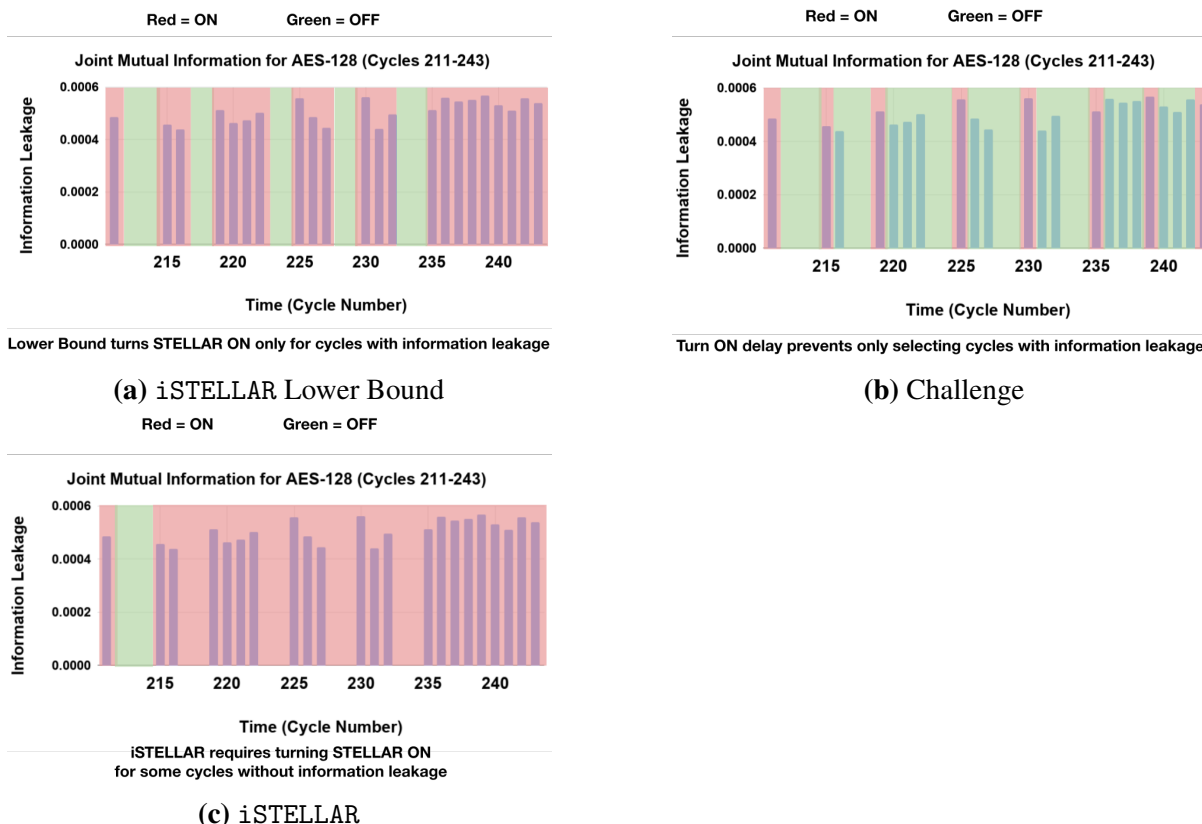 Red = ON Green = OFF
Joint Mutual Information for AES-128 (Cycles 211-243)
Information Leakage
0.0006
0.0004
0.0002
0.0000
215 220 225 230 235 240
Time (Cycle Number)
Lower Bound turns STELLAR ON only for cycles with information leakage
(a) iSTELLAR Lower Bound
Red = ON Green = OFF
Joint Mutual Information for AES-128 (Cycles 211-243)
Information Leakage
0.0006
0.0004
0.0002
0.0000
215 220 225 230 235 240
Time (Cycle Number)
Turn ON delay prevents only selecting cycles with information leakage
(b) Challenge
Red = ON Green = OFF
Joint Mutual Information for AES-128 (Cycles 211-243)
Information Leakage
0.0006
0.0004
0.0002
0.0000
215 220 225 230 235 240
Time (Cycle Number)
iSTELLAR requires turning STELLAR ON
for some cycles without information leakage
(c) iSTELLAR